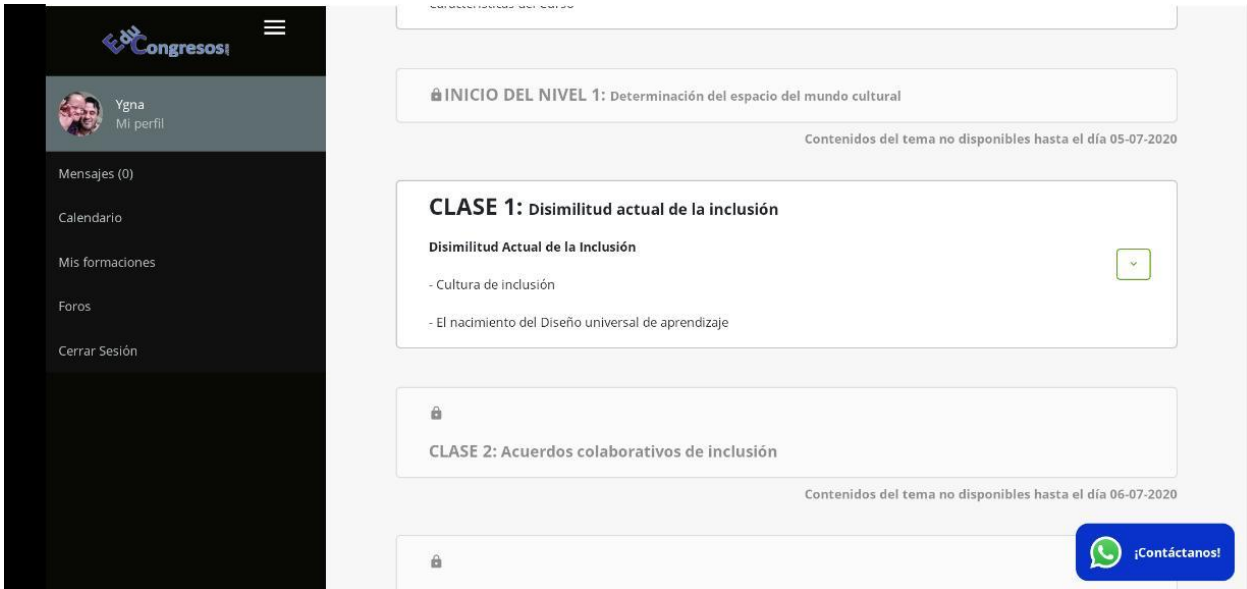 EduCongresos
Ygna
Mi perfil
Mensajes (0)
Calendario
Mis formaciones
Foros
Cerrar Sesión
Características del Curso
INICIO DEL NIVEL 1: Determinación del espacio del mundo cultural
Contenidos del tema no disponibles hasta el día 05-07-2020
CLASE 1: Disimilitud actual de la inclusión
Disimilitud Actual de la Inclusión
- Cultura de inclusión
- El nacimiento del Diseño universal de aprendizaje
CLASE 2: Acuerdos colaborativos de inclusión
Contenidos del tema no disponibles hasta el día 06-07-2020
¡Contáctanos!